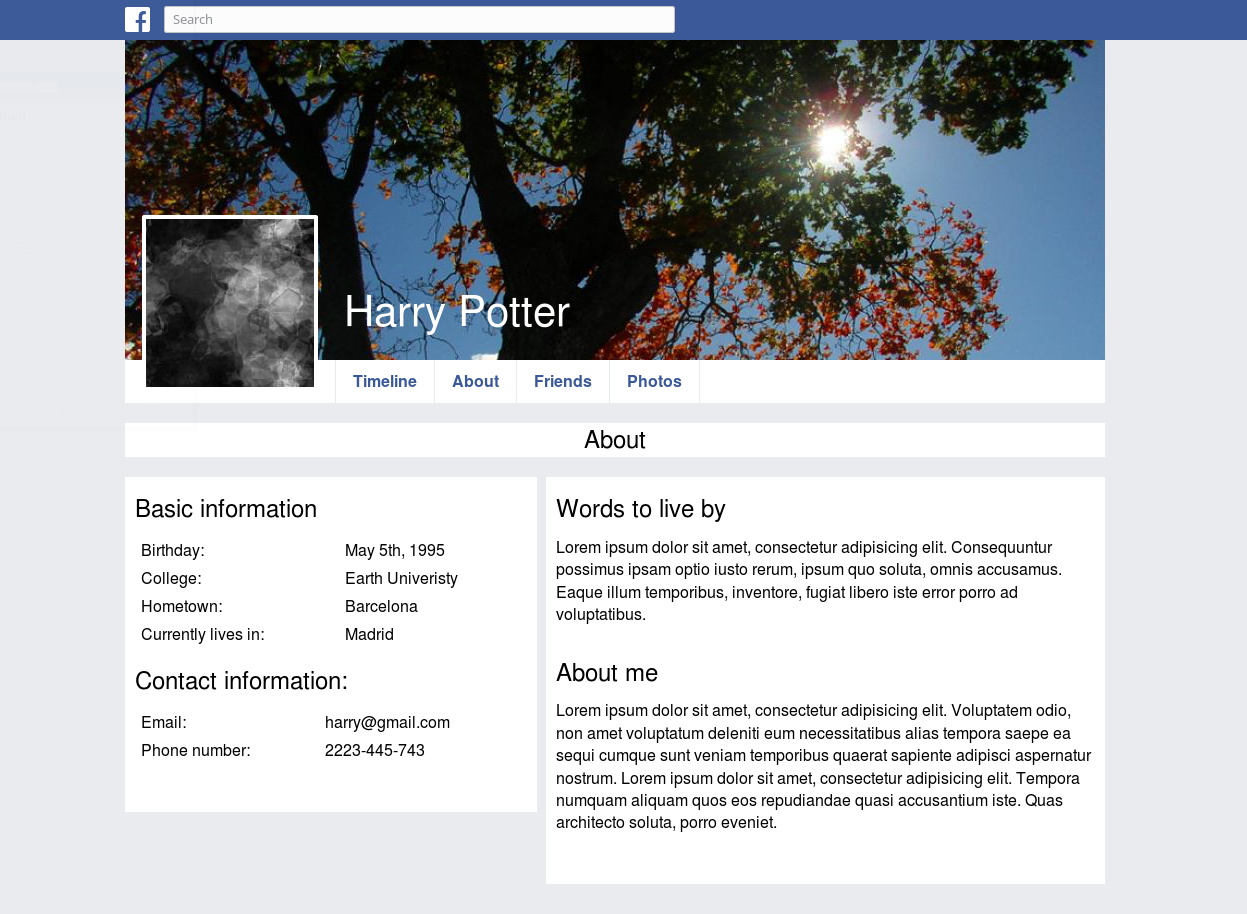 Search
Harry Potter
Timeline About Friends Photos
About
Basic information
Birthday: May 5th, 1995
College: Earth Univeristy
Hometown: Barcelona
Currently lives in: Madrid
Contact information:
Email: harry@gmail.com
Phone number: 2223-445-743
Words to live by
Lorem ipsum dolor sit amet, consectetur adipisicing elit. Consequuntur
possimus ipsam optio iusto rerum, ipsum quo soluta, omnis accusamus.
Eaque illum temporibus, inventore, fugiat libero iste error porro ad
voluptatibus.
About me
Lorem ipsum dolor sit amet, consectetur adipisicing elit. Voluptatem odio,
non amet voluptatum deleniti eum necessitatibus alias tempora saepe ea
sequi cumque sunt veniam temporibus quaerat sapiente adipisci aspernatur
nostrum. Lorem ipsum dolor sit amet, consectetur adipisicing elit. Tempora
numquam aliquam quos eos repudiandae quasi accusantium iste. Quas
architecto soluta, porro eveniet.